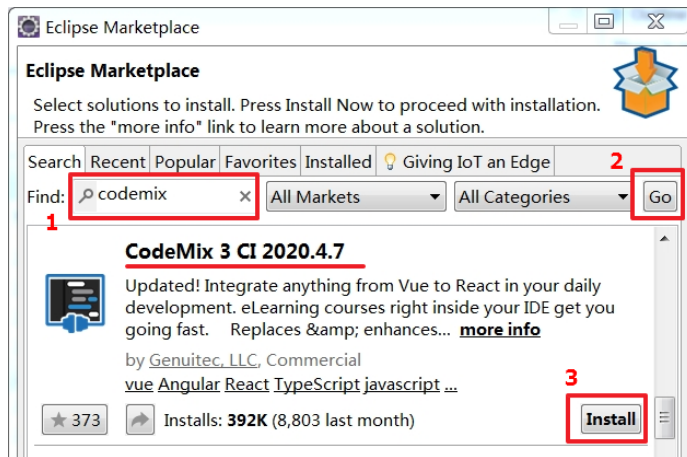 Eclipse Marketplace
Eclipse Marketplace
Select solutions to install. Press Install Now to proceed with installation.
Press the "more info" link to learn more about a solution.
Search Recent Popular Favorites Installed Giving IoT an Edge
2
Find: codemix All Markets All Categories Go
1
CodeMix 3 CI 2020.4.7
Updated! Integrate anything from Vue to React in your daily
development. eLearning courses right inside your IDE get you
going fast. Replaces &amp; enhances... more info
by Genuitec, LLC, Commercial
vue Angular React TypeScript javascript ...
3
373 Installs: 392K (8,803 last month) Install